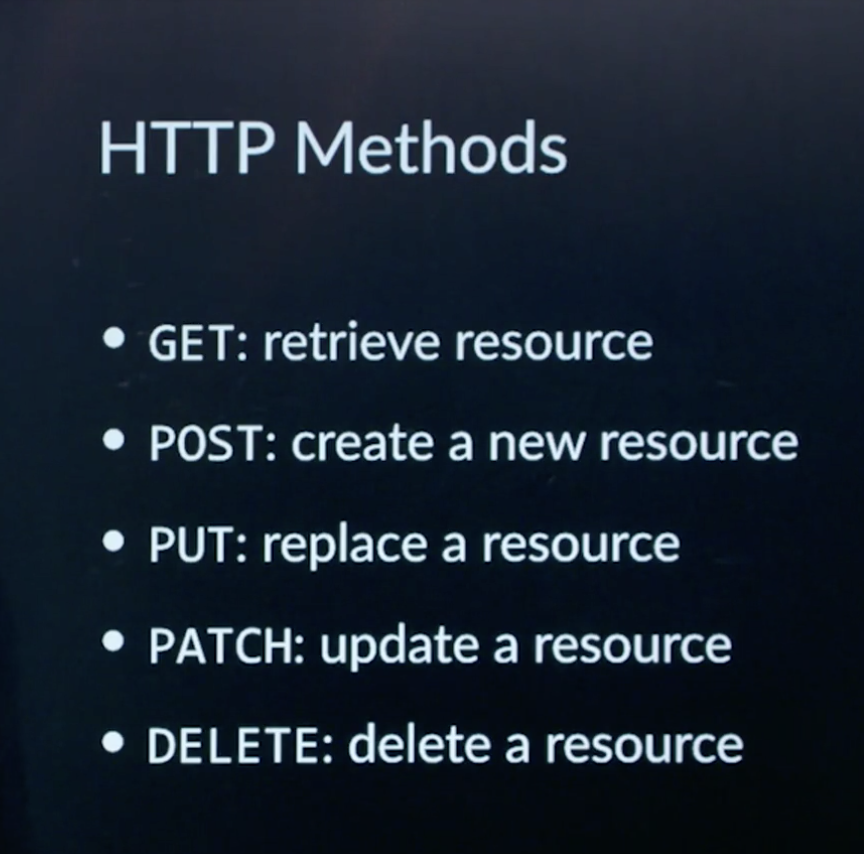 HTTP Methods
• GET: retrieve resource
• POST: create a new resource
• PUT: replace a resource
• PATCH: update a resource
• DELETE: delete a resource